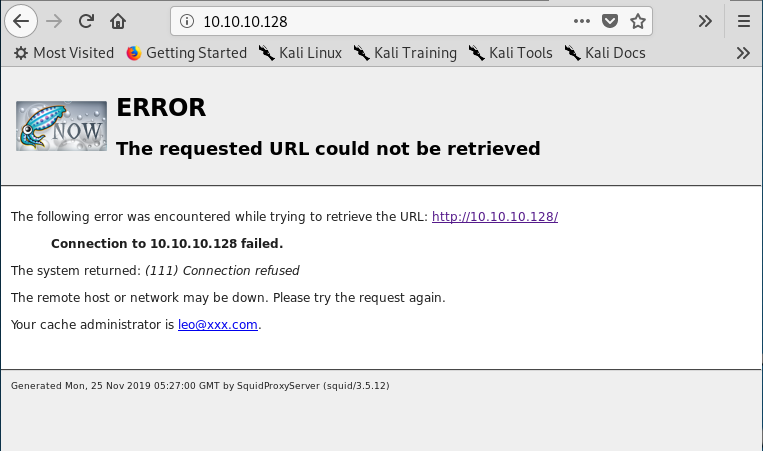 10.10.10.128
Most Visited Getting Started Kali Linux Kali Training Kali Tools Kali Docs
NOW
ERROR
The requested URL could not be retrieved
The following error was encountered while trying to retrieve the URL: http://10.10.10.128/
Connection to 10.10.10.128 failed.
The system returned: (111) Connection refused
The remote host or network may be down. Please try the request again.
Your cache administrator is leo@xxx.com.
Generated Mon, 25 Nov 2019 05:27:00 GMT by SquidProxyServer (squid/3.5.12)